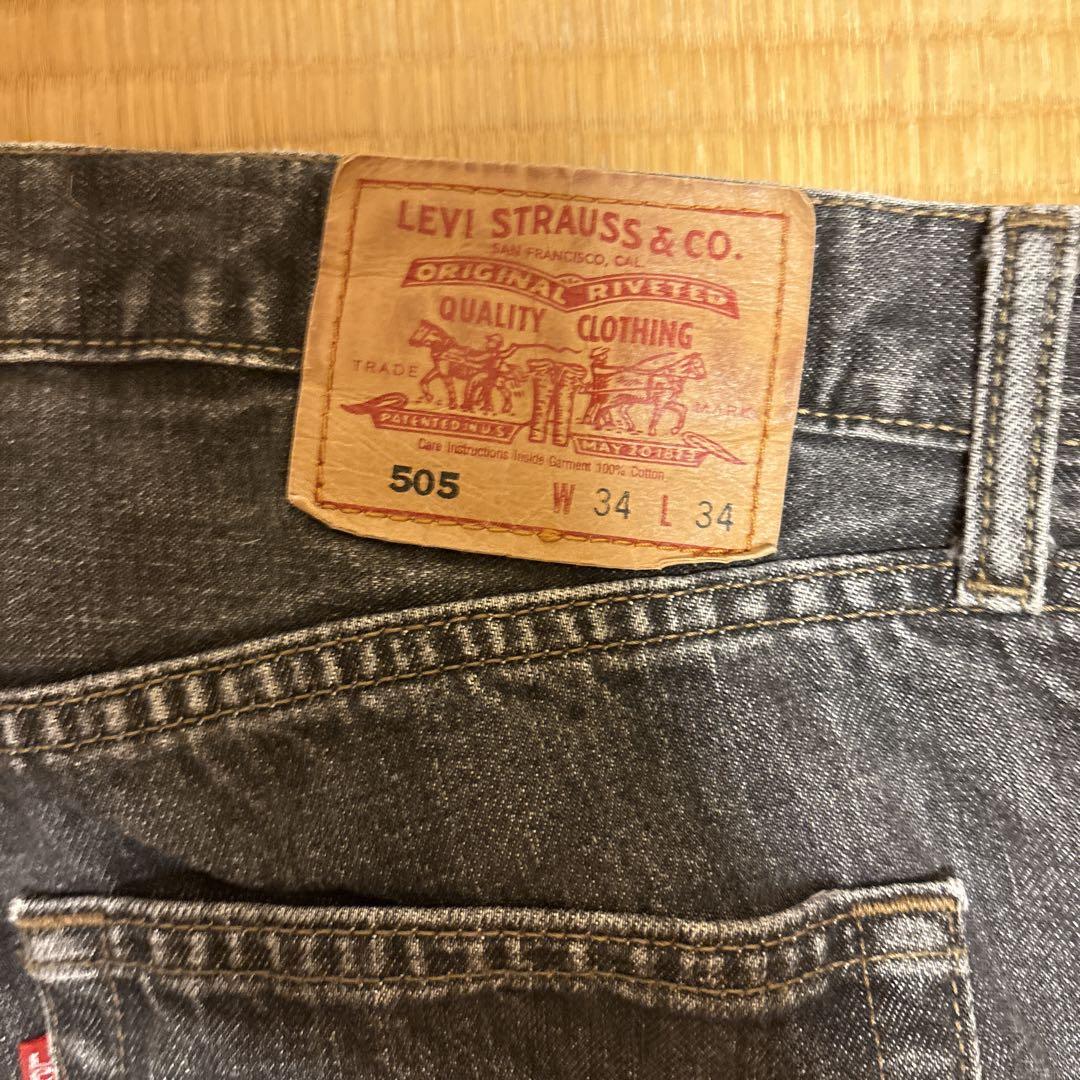 LEVI STRAUSS & CO.
SAN FRANCISCO, CAL.
ORIGINAL RIVETED
QUALITY CLOTHING
TRADE MARK
PATENTED IN U.S. MAY 20 1873
Care Instructions Inside Garment 100% Cotton
505 W 34 L 34